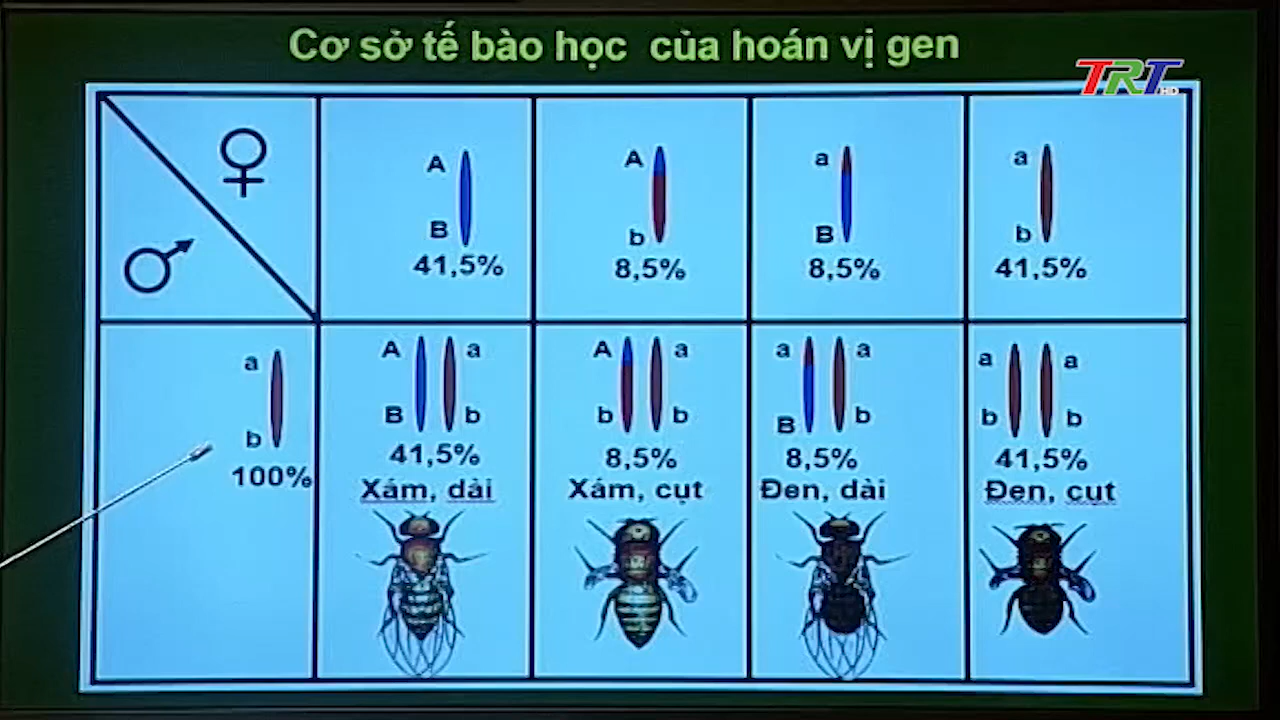 Cơ sở tế bào học của hoán vị gen
TRT HD
♀
♂
A
B
41,5%
A
b
8,5%
a
B
8,5%
a
b
41,5%
a
b
100%
A a
B b
41,5%
Xám, dài
A a
b b
8,5%
Xám, cụt
a a
B b
8,5%
Đen, dài
a a
b b
41,5%
Đen, cụt